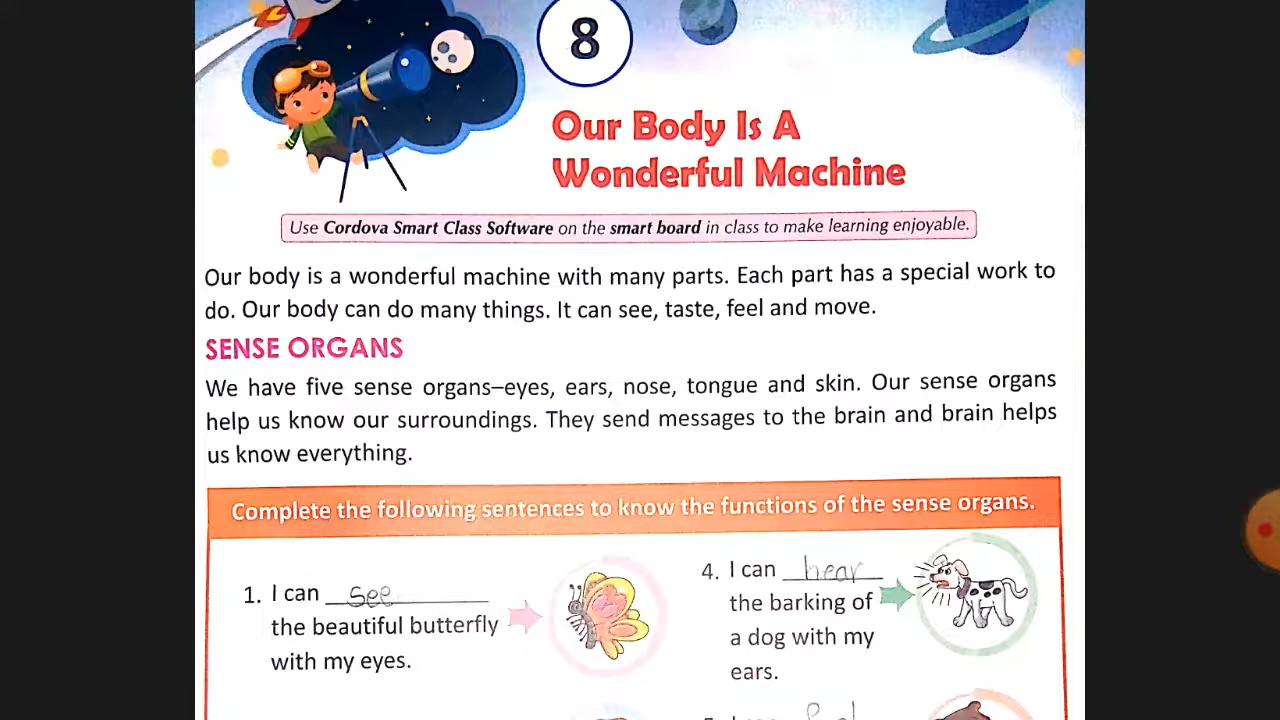 8
Our Body Is A
Wonderful Machine
Use Cordova Smart Class Software on the smart board in class to make learning enjoyable.
Our body is a wonderful machine with many parts. Each part has a special work to
do. Our body can do many things. It can see, taste, feel and move.
SENSE ORGANS
We have five sense organs–eyes, ears, nose, tongue and skin. Our sense organs
help us know our surroundings. They send messages to the brain and brain helps
us know everything.
Complete the following sentences to know the functions of the sense organs.
1. I can see
the beautiful butterfly
with my eyes.
4. I can hear
the barking of
a dog with my
ears.